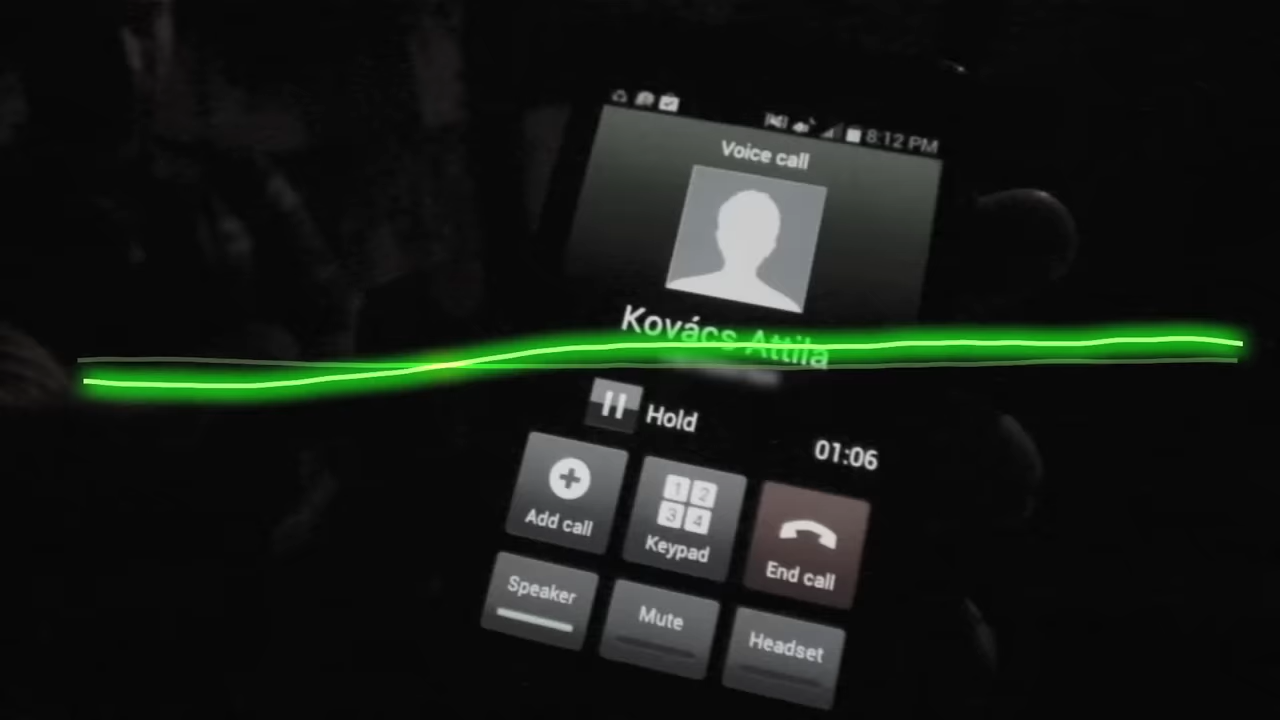 8:12 PM
Voice call
Kovács Attila
Hold
01:06
1 2
3 4
Add call
Keypad
End call
Speaker
Mute
Headset